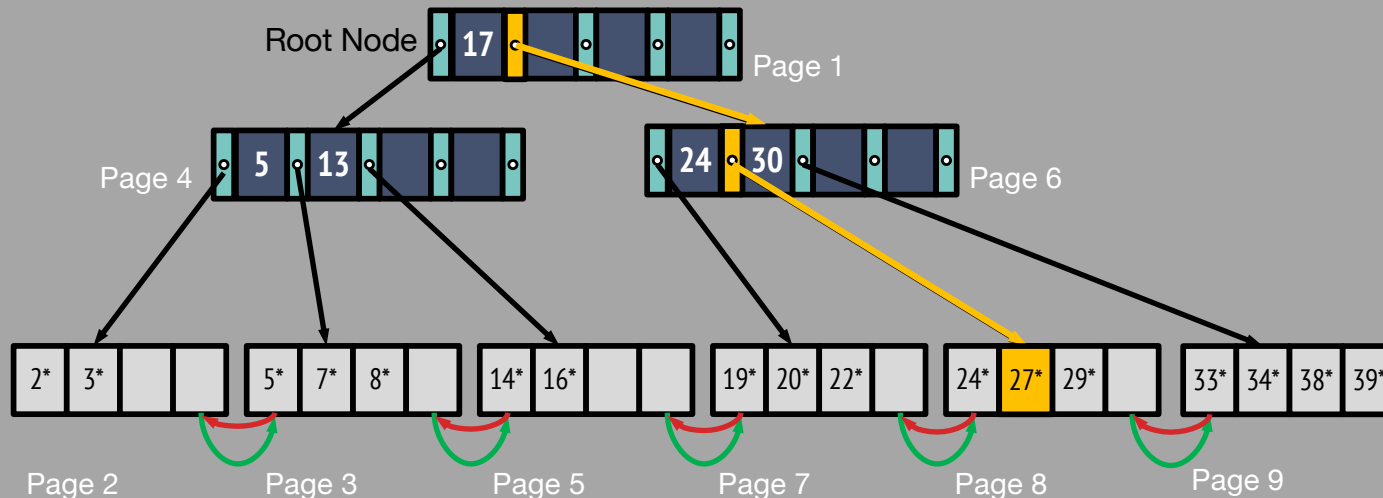 Root Node 17 Page 1
Page 4 5 13 24 30 Page 6
2* 3* 5* 7* 8* 14* 16* 19* 20* 22* 24* 27* 29* 33* 34* 38* 39*
Page 2 Page 3 Page 5 Page 7 Page 8 Page 9